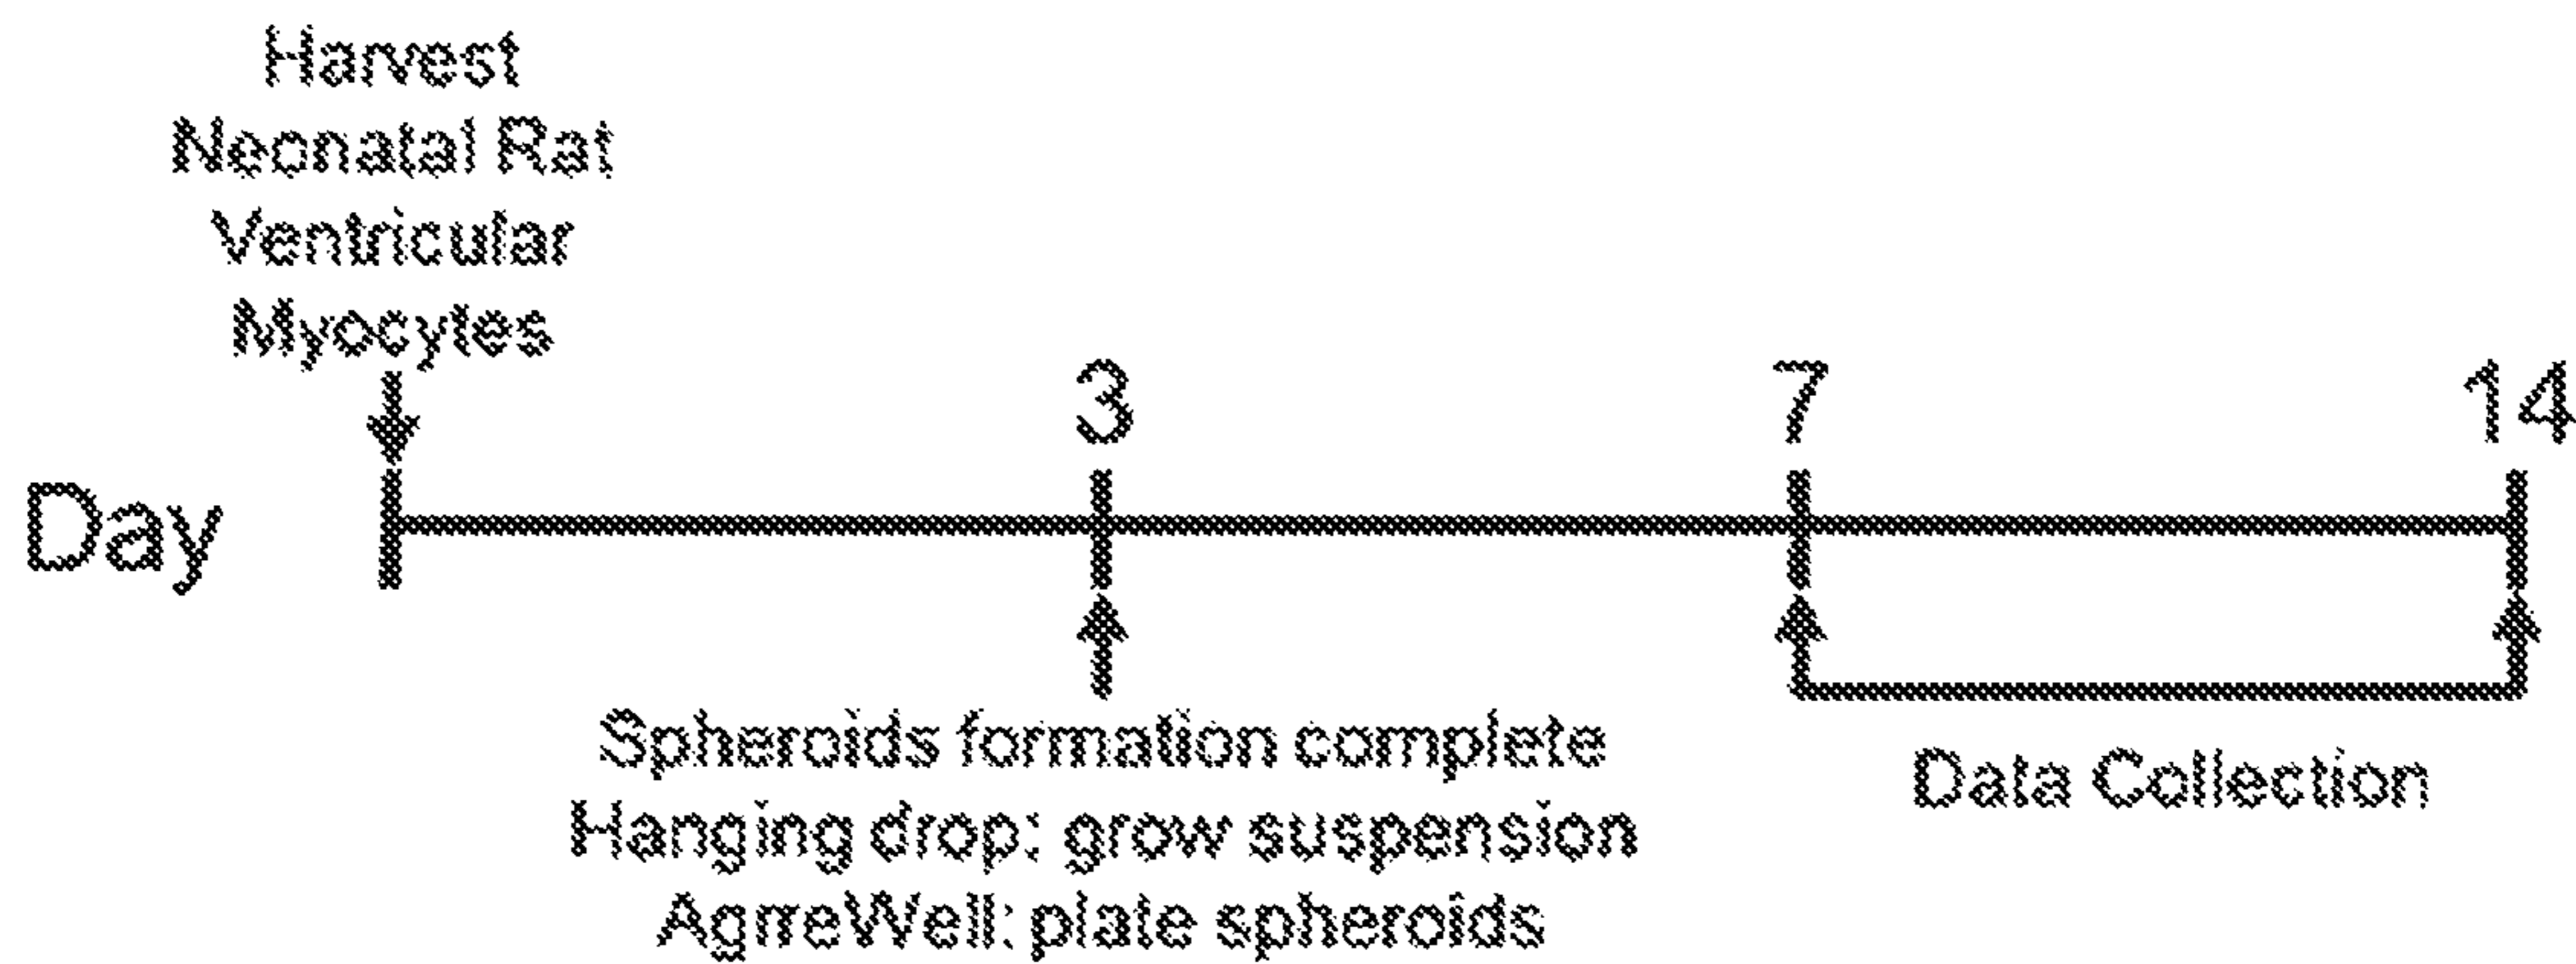 Harvest
Neonatal Rat
Ventricular
Myocytes
3
7
14
Day
Spheroids formation complete
Hanging drop: grow suspension
AgrreWell: plate spheroids
Data Collection